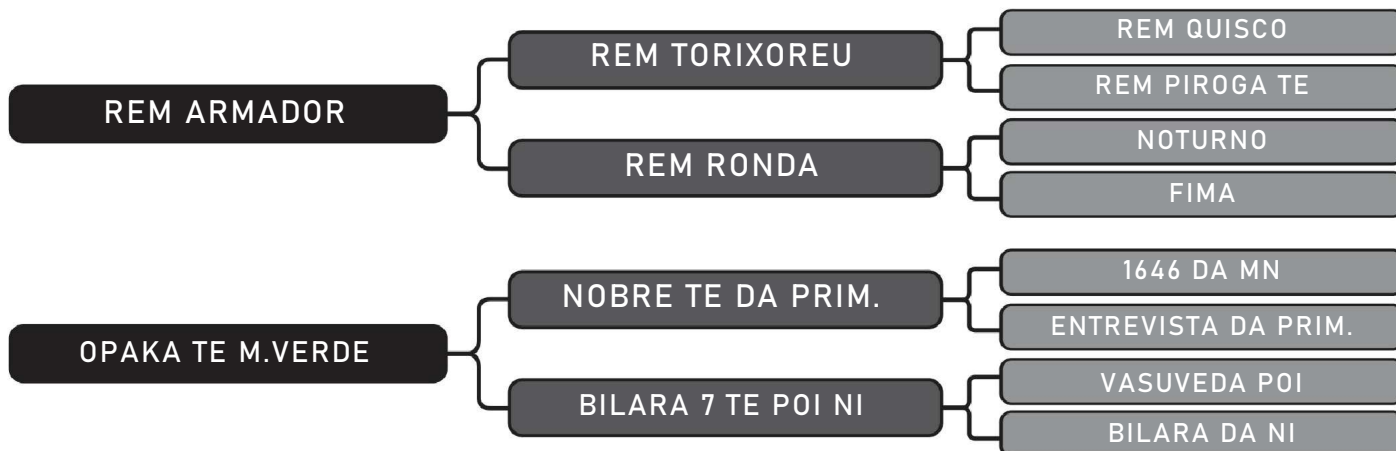 REM ARMADOR
REM TORIXOREU
REM QUISCO
REM PIROGA TE
REM RONDA
NOTURNO
FIMA
OPAKA TE M.VERDE
NOBRE TE DA PRIM.
1646 DA MN
ENTREVISTA DA PRIM.
BILARA 7 TE POI NI
VASUVEDA POI
BILARA DA NI